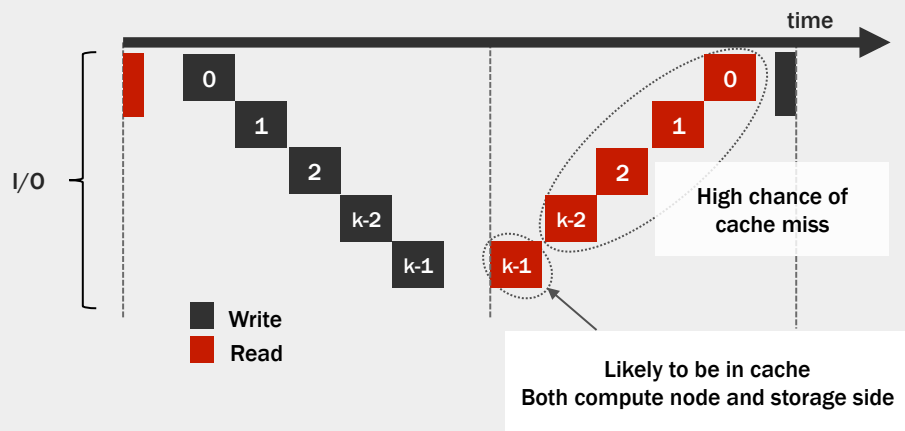 time
0
0
1
1
2
2
I/O
High chance of
cache miss
k-2
k-2
k-1
k-1
Write
Read
Likely to be in cache
Both compute node and storage side